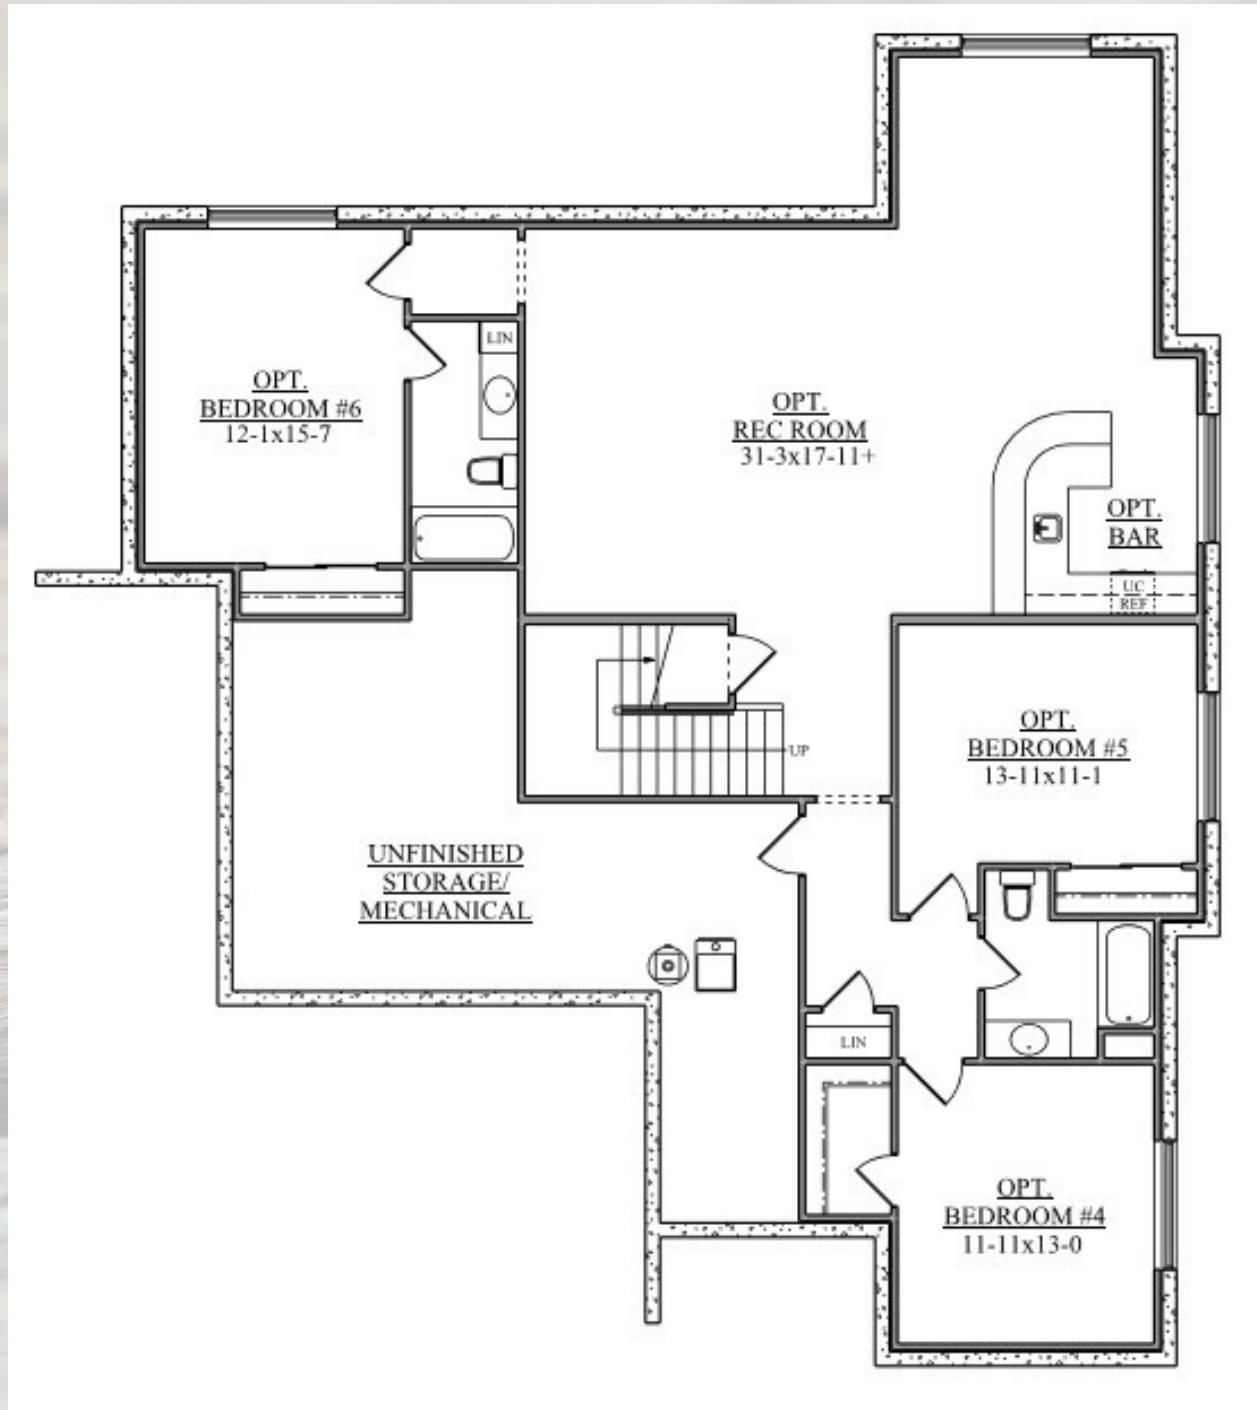 LIN
OPT.
BEDROOM #6
12-1x15-7
OPT.
REC ROOM
31-3x17-11+
OPT.
BAR
UC
REF
UP
OPT.
BEDROOM #5
13-11x11-1
UNFINISHED
STORAGE/
MECHANICAL
LIN
OPT.
BEDROOM #4
11-11x13-0